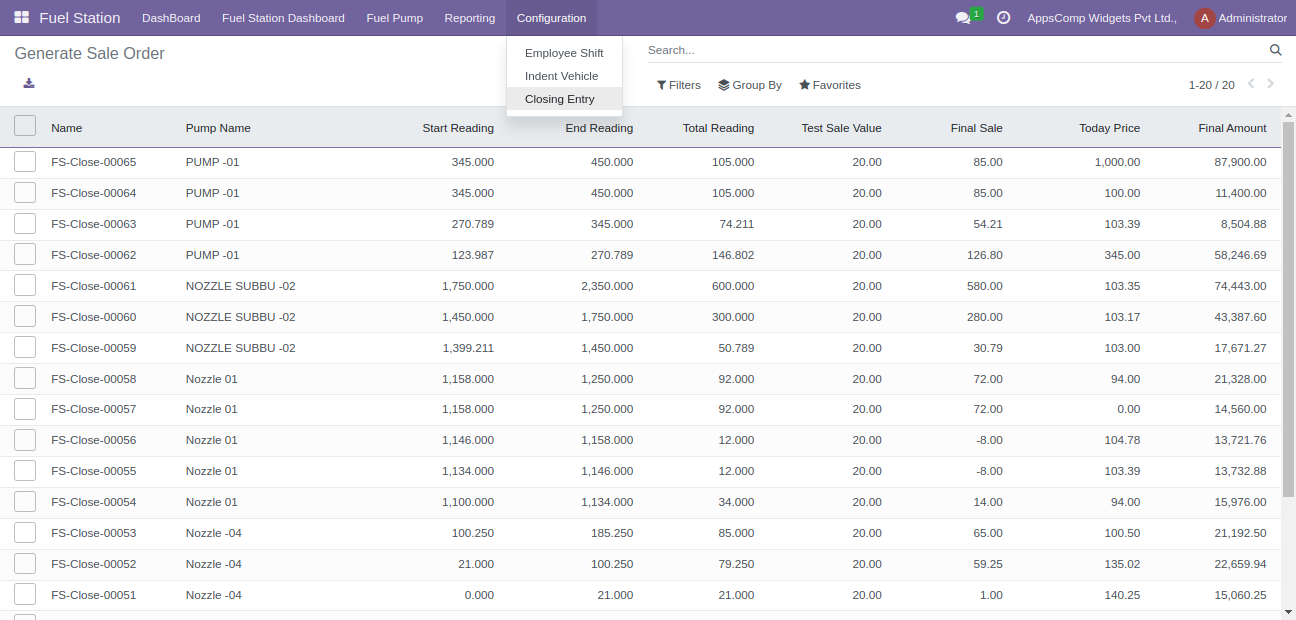 Fuel Station DashBoard Fuel Station Dashboard Fuel Pump Reporting Configuration 1 AppsComp Widgets Pvt Ltd., A Administrator
Generate Sale Order
Employee Shift
Indent Vehicle
Closing Entry
Search...
Filters Group By Favorites 1-20 / 20
Name Pump Name Start Reading End Reading Total Reading Test Sale Value Final Sale Today Price Final Amount
FS-Close-00065 PUMP -01 345.000 450.000 105.000 20.00 85.00 1,000.00 87,900.00
FS-Close-00064 PUMP -01 345.000 450.000 105.000 20.00 85.00 100.00 11,400.00
FS-Close-00063 PUMP -01 270.789 345.000 74.211 20.00 54.21 103.39 8,504.88
FS-Close-00062 PUMP -01 123.987 270.789 146.802 20.00 126.80 345.00 58,246.69
FS-Close-00061 NOZZLE SUBBU -02 1,750.000 2,350.000 600.000 20.00 580.00 103.35 74,443.00
FS-Close-00060 NOZZLE SUBBU -02 1,450.000 1,750.000 300.000 20.00 280.00 103.17 43,387.60
FS-Close-00059 NOZZLE SUBBU -02 1,399.211 1,450.000 50.789 20.00 30.79 103.00 17,671.27
FS-Close-00058 Nozzle 01 1,158.000 1,250.000 92.000 20.00 72.00 94.00 21,328.00
FS-Close-00057 Nozzle 01 1,158.000 1,250.000 92.000 20.00 72.00 0.00 14,560.00
FS-Close-00056 Nozzle 01 1,146.000 1,158.000 12.000 20.00 -8.00 104.78 13,721.76
FS-Close-00055 Nozzle 01 1,134.000 1,146.000 12.000 20.00 -8.00 103.39 13,732.88
FS-Close-00054 Nozzle 01 1,100.000 1,134.000 34.000 20.00 14.00 94.00 15,976.00
FS-Close-00053 Nozzle -04 100.250 185.250 85.000 20.00 65.00 100.50 21,192.50
FS-Close-00052 Nozzle -04 21.000 100.250 79.250 20.00 59.25 135.02 22,659.94
FS-Close-00051 Nozzle -04 0.000 21.000 21.000 20.00 1.00 140.25 15,060.25